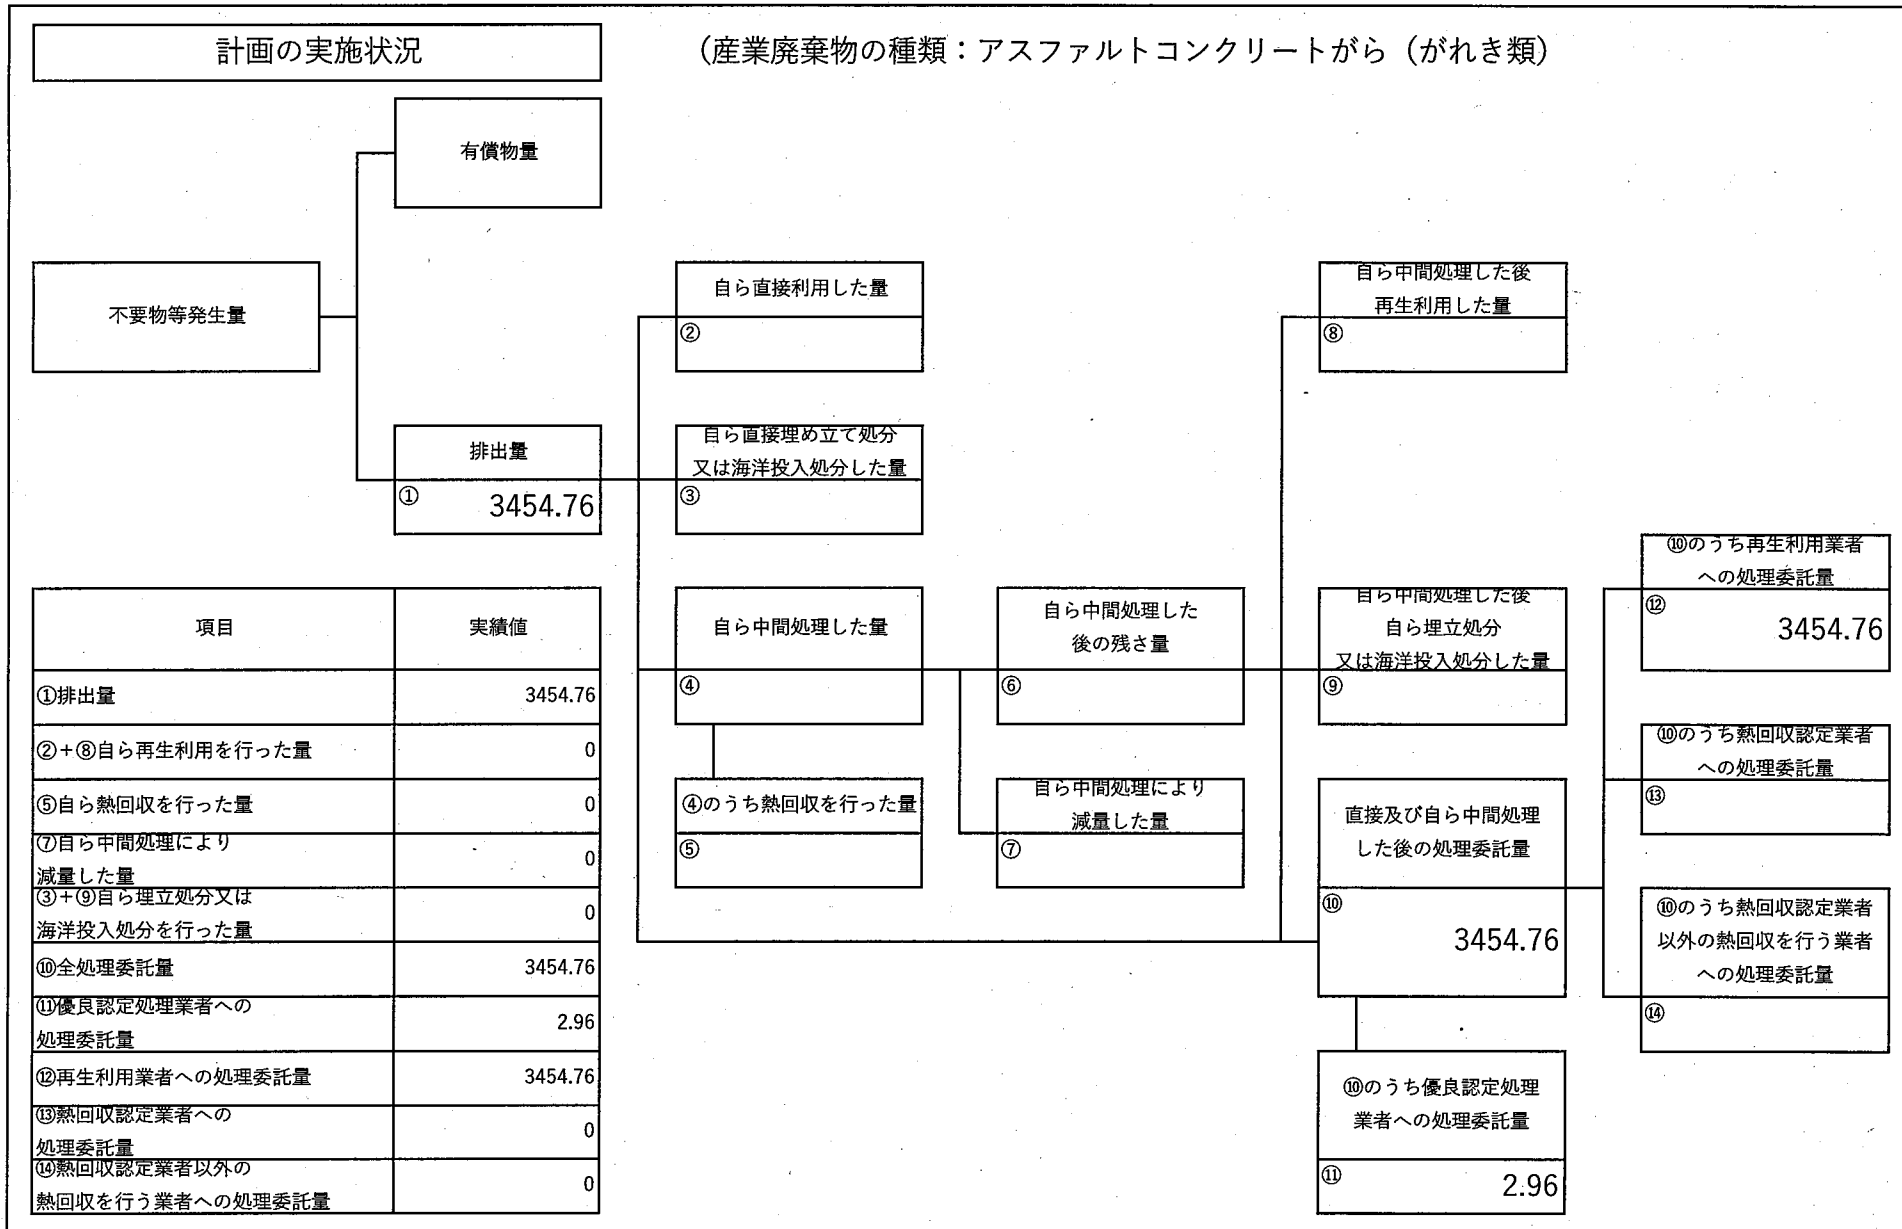 計画の実施状況
(産業廃棄物の種類：アスファルトコンクリートがら（がれき類）
有償物量
不要物等発生量
排出量
①
3454.76
自ら直接利用した量
②
自ら直接埋め立て処分
又は海洋投入処分した量
③
自ら中間処理した量
④
④のうち熱回収を行った量
⑤
自ら中間処理した
後の残さ量
⑥
自ら中間処理により
減量した量
⑦
自ら中間処理した後
再生利用した量
⑧
自ら中間処理した後
自ら埋立処分
又は海洋投入処分した量
⑨
直接及び自ら中間処理
した後の処理委託量
⑩
3454.76
⑩のうち優良認定処理
業者への処理委託量
⑪
2.96
⑩のうち再生利用業者
への処理委託量
⑫
3454.76
⑩のうち熱回収認定業者
への処理委託量
⑬
⑩のうち熱回収認定業者
以外の熱回収を行う業者
への処理委託量
⑭
項目 実績値
①排出量 3454.76
②+⑧自ら再生利用を行った量 0
⑤自ら熱回収を行った量 0
⑦自ら中間処理により
減量した量 0
③+⑨自ら埋立処分又は
海洋投入処分を行った量 0
⑩全処理委託量 3454.76
⑪優良認定処理業者への
処理委託量 2.96
⑫再生利用業者への処理委託量 3454.76
⑬熱回収認定業者への
処理委託量 0
⑭熱回収認定業者以外の
熱回収を行う業者への処理委託量 0